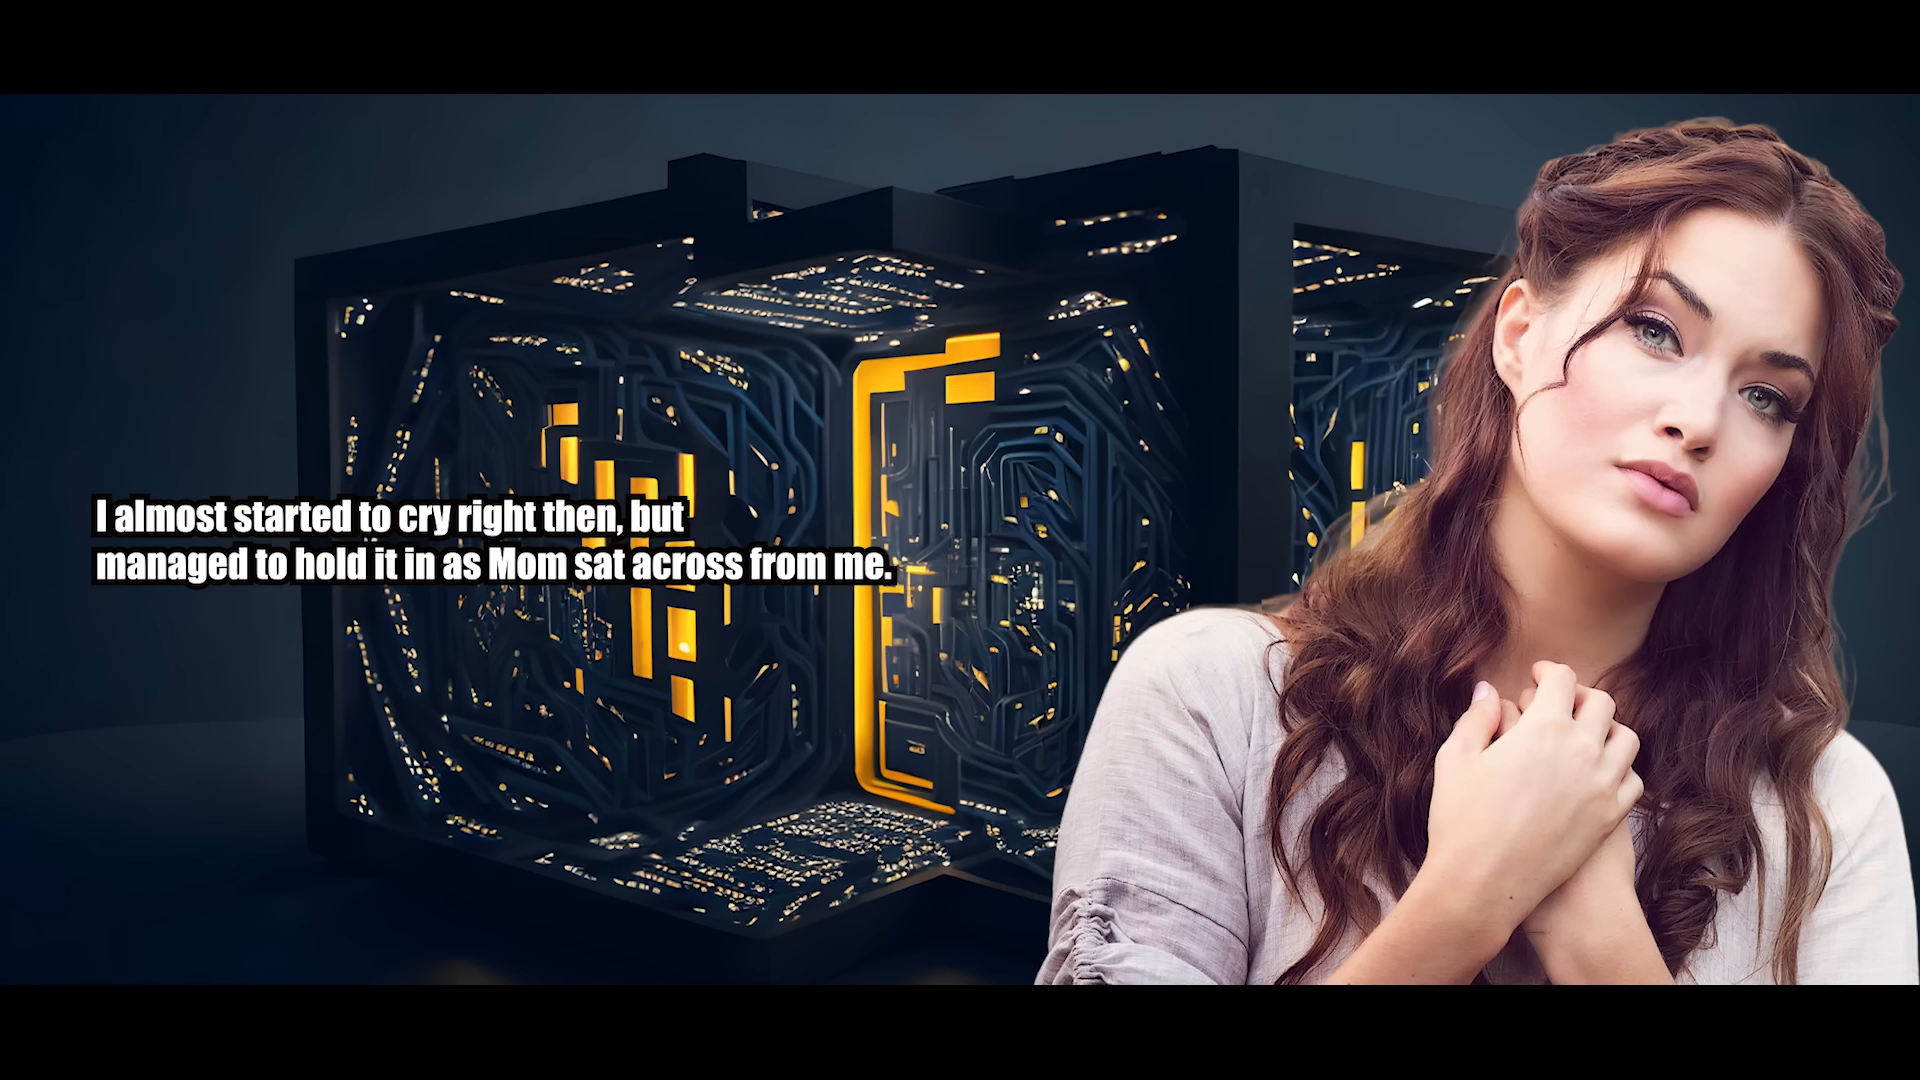 I almost started to cry right then, but
managed to hold it in as Mom sat across from me.